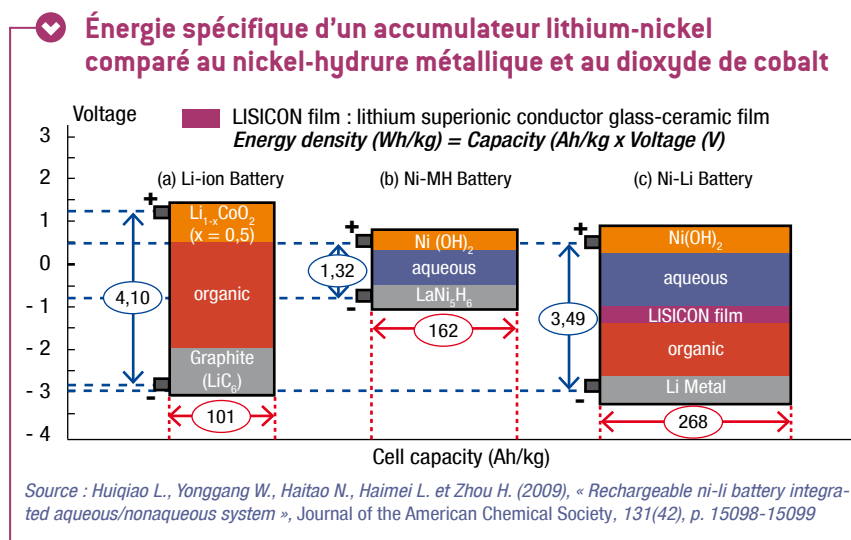 Énergie spécifique d'un accumulateur lithium-nickel
comparé au nickel-hydrure métallique et au dioxyde de cobalt
Voltage
LISICON film : lithium superionic conductor glass-ceramic film
Energy density (Wh/kg) = Capacity (Ah/kg x Voltage (V)
3
2
1
0
- 1
- 2
- 3
- 4
(a) Li-ion Battery
+
Li1-xCoO2
(x = 0,5)
organic
Graphite
(LiC6)
-
4,10
101
(b) Ni-MH Battery
+
Ni (OH)2
aqueous
LaNi5H6
-
1,32
162
(c) Ni-Li Battery
+
Ni(OH)2
aqueous
LISICON film
organic
Li Metal
-
3,49
268
Cell capacity (Ah/kg)
Source : Huiqiao L., Yonggang W., Haitao N., Haimei L. et Zhou H. (2009), « Rechargeable ni-li battery integra-
ted aqueous/nonaqueous system », Journal of the American Chemical Society, 131(42), p. 15098-15099